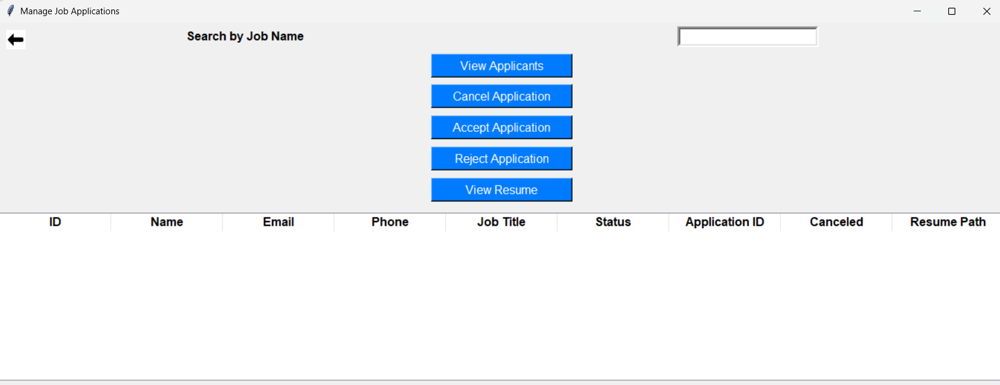 Manage Job Applications
Search by Job Name
View Applicants
Cancel Application
Accept Application
Reject Application
View Resume
ID Name Email Phone Job Title Status Application ID Canceled Resume Path